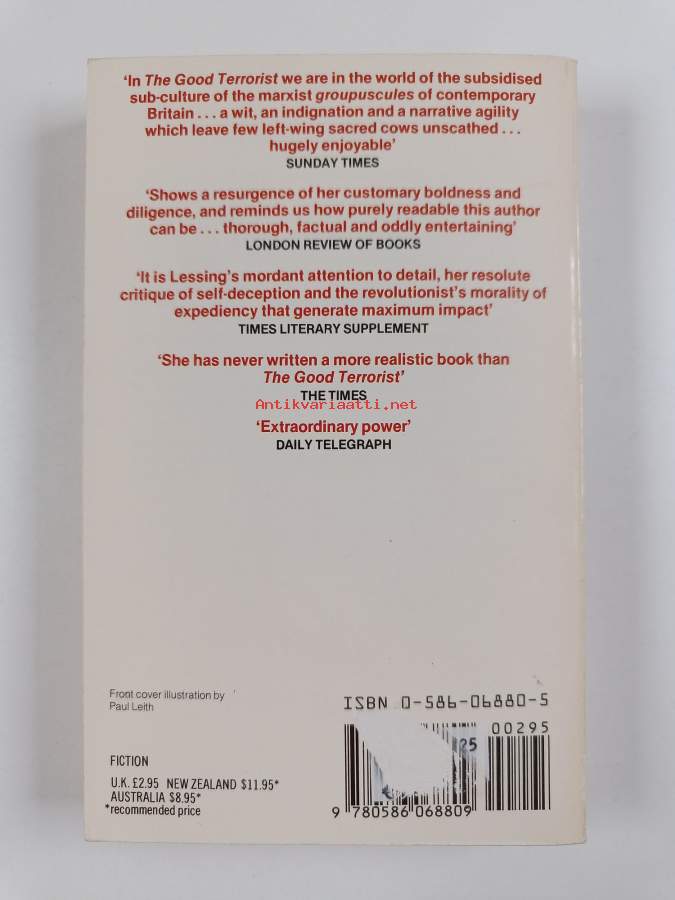 ‘In The Good Terrorist we are in the world of the subsidised
sub-culture of the marxist groupuscules of contemporary
Britain . . . a wit, an indignation and a narrative agility
which leave few left-wing sacred cows unscathed . . .
hugely enjoyable’
SUNDAY TIMES
‘Shows a resurgence of her customary boldness and
diligence, and reminds us how purely readable this author
can be . . . thorough, factual and oddly entertaining’
LONDON REVIEW OF BOOKS
‘It is Lessing’s mordant attention to detail, her resolute
critique of self-deception and the revolutionist’s morality of
expediency that generate maximum impact’
TIMES LITERARY SUPPLEMENT
‘She has never written a more realistic book than
The Good Terrorist’
THE TIMES
Antikvariaatti.net
‘Extraordinary power’
DAILY TELEGRAPH
Front cover illustration by
Paul Leith
ISBN 0-586-06880-5
00295
25
9 780586 068809
FICTION
U.K. £2.95 NEW ZEALAND $11.95*
AUSTRALIA $8.95*
*recommended price